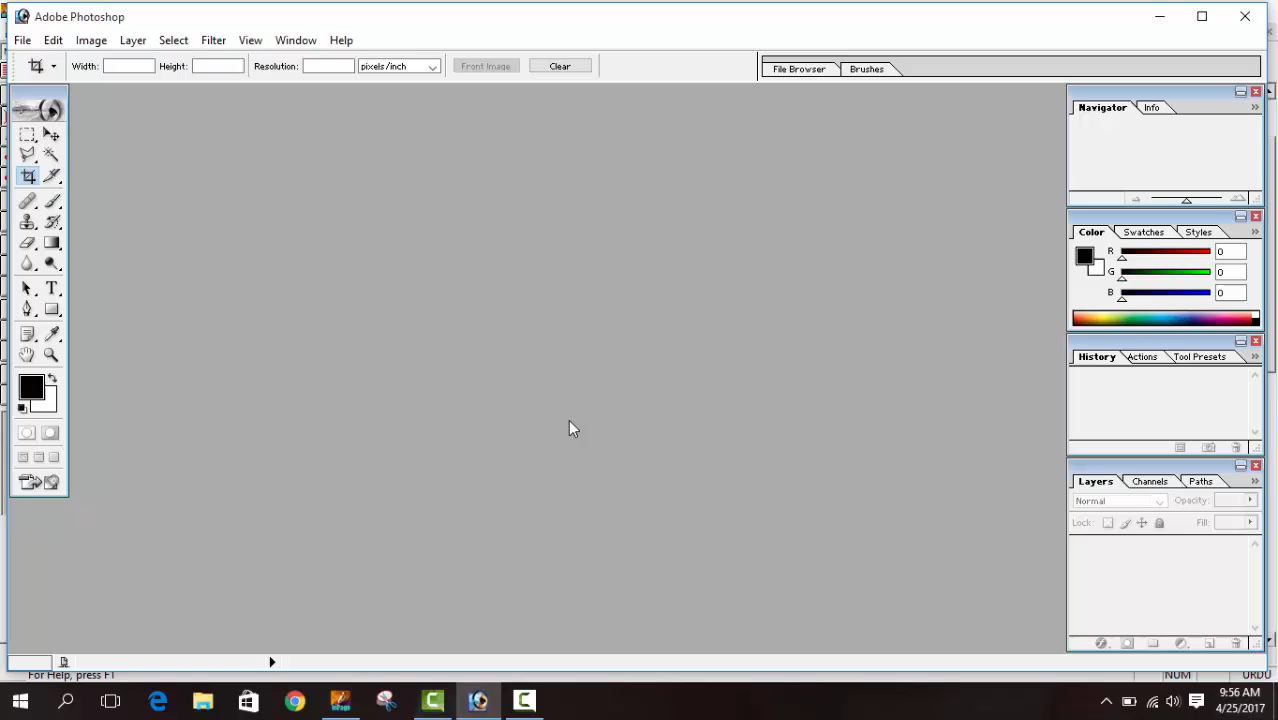 Adobe Photoshop
File Edit Image Layer Select Filter View Window Help
Width: Height: Resolution: pixels/inch Front Image Clear File Browser Brushes
Navigator Info
Color Swatches Styles
R 0
G 0
B 0
History Actions Tool Presets
Layers Channels Paths
Normal Opacity:
Lock: Fill:
For Help, press F1 NUM URDU
9:56 AM
4/25/2017